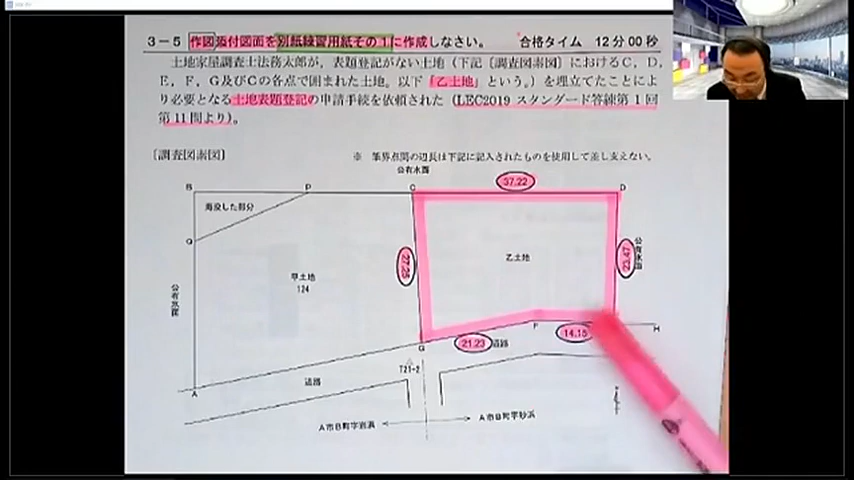 3－5 作図添付図面を別紙練習用紙その1に作成しなさい。 合格タイム 12分00秒
土地家屋調査士法務太郎が、表題登記がない土地（下記〔調査図素図〕におけるC，D，
E，F，G及びCの各点で囲まれた土地。以下「乙土地」という。）を埋立てたことによ
り必要となる土地表題登記の申請手続を依頼された（LEC2019 スタンダード答練第1回
第11問より）。
〔調査図素図〕 ※ 筆界点間の辺長は下記に記入されたものを使用して差し支えない。
公有水面
B P C 37.22 D
海没した部分
Q
公有水面
甲土地
124
27.25
乙土地
23.47
公有水面
F
14.15
H
G
21.23
道路
T21-2
道路
A
A市B町字岩浜
A市B町字砂浜